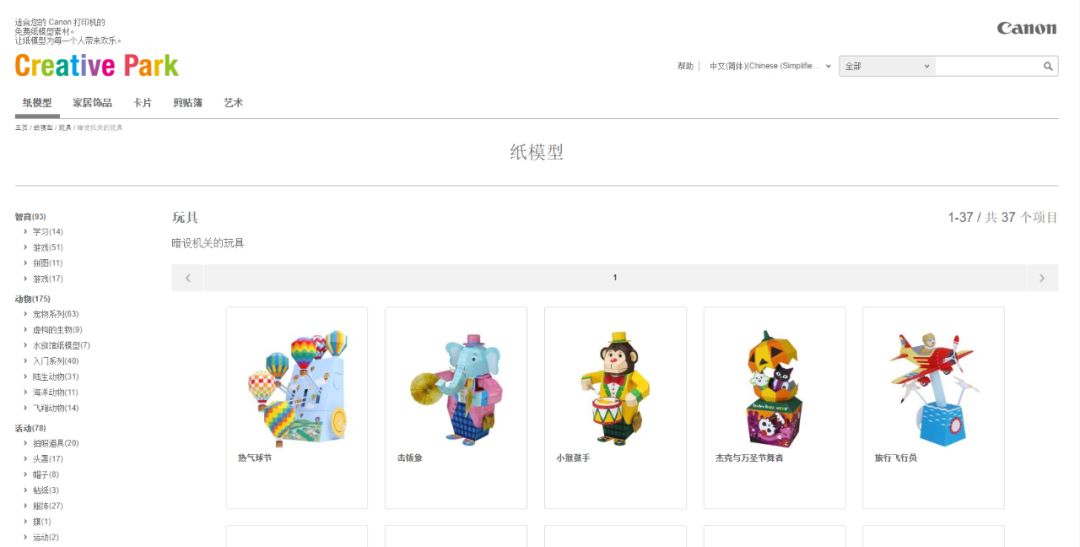 适合您的 Canon 打印机的
免费纸模型素材。
让纸模型为每一个人带来欢乐。
Canon
Creative Park
帮助
中文(简体)(Chinese (Simplifie...
全部
纸模型 家居饰品 卡片 剪贴簿 艺术
主页 / 纸模型 / 玩具 / 暗设机关的玩具
纸模型
智育(93)
学习(14)
游戏(51)
拼图(11)
游戏(17)
动物(175)
宠物系列(63)
虚构的生物(9)
水族馆纸模型(7)
入门系列(40)
陆生动物(31)
海洋动物(11)
飞翔动物(14)
活动(78)
拍照道具(20)
头盔(17)
帽子(8)
粘纸(3)
服饰(27)
旗(1)
运动(2)
玩具
1-37 / 共 37 个项目
暗设机关的玩具
1
热气球节
击钹象
小猴鼓手
杰克与万圣节舞者
旅行飞行员